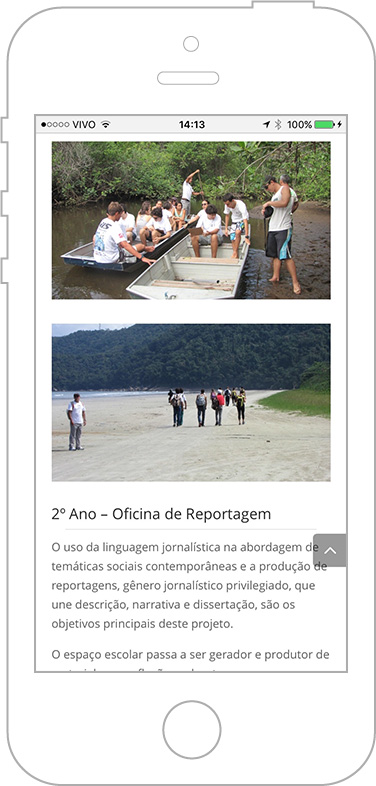 VIVO 14:13 100%
2º Ano – Oficina de Reportagem
O uso da linguagem jornalística na abordagem de
temáticas sociais contemporâneas e a produção de
reportagens, gênero jornalístico privilegiado, que
une descrição, narrativa e dissertação, são os
objetivos principais deste projeto.
O espaço escolar passa a ser gerador e produtor de